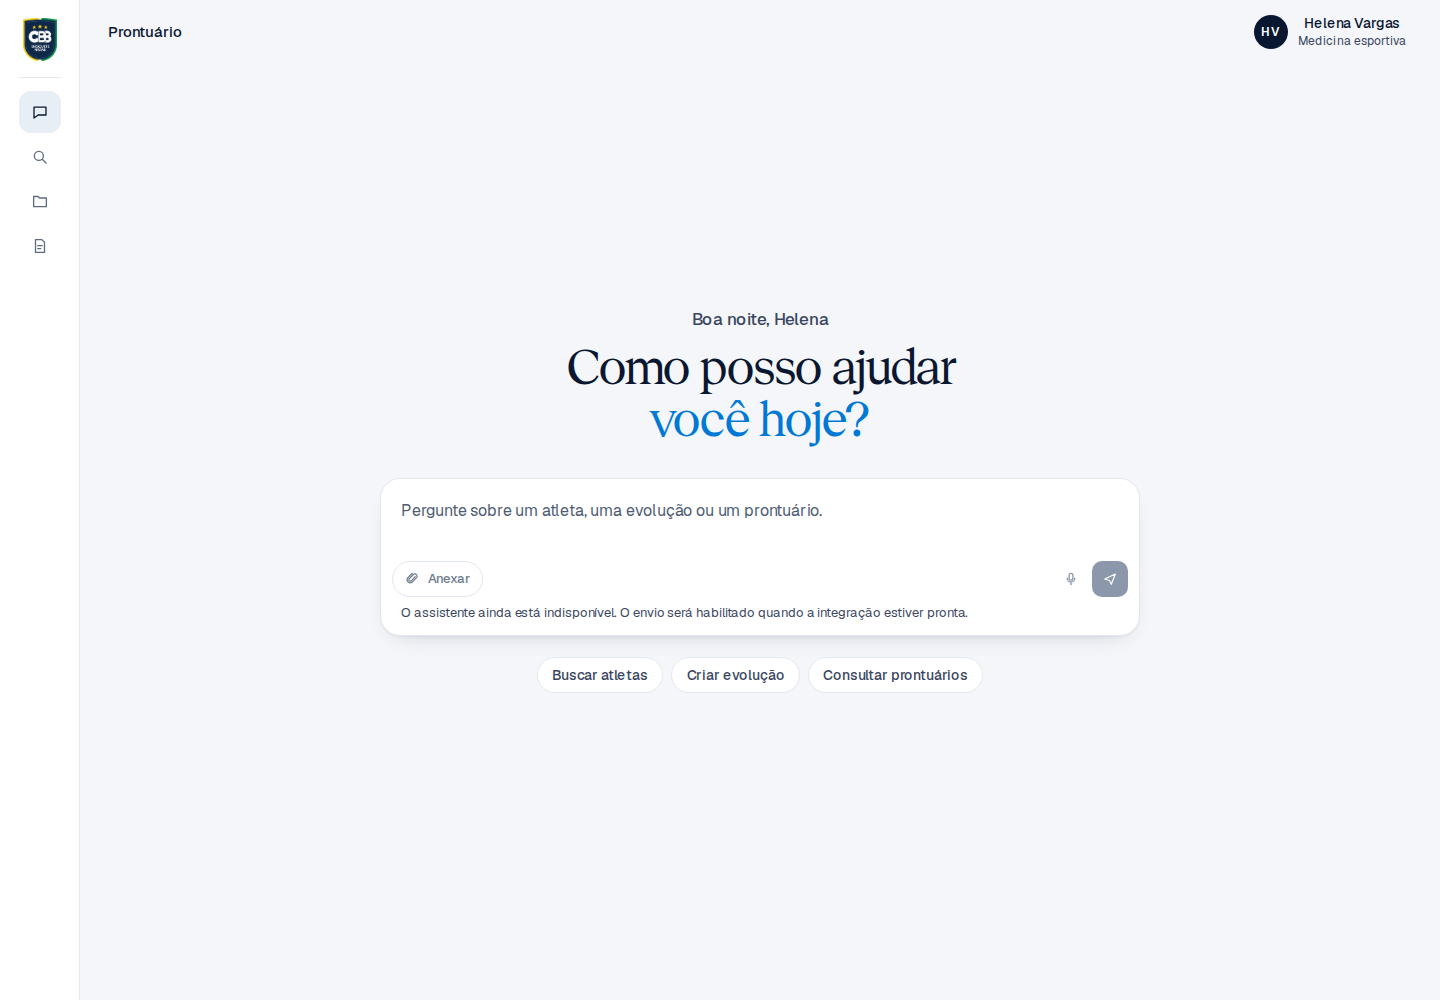 CBB
Prontuário
HV
Helena Vargas
Medicina esportiva
Boa noite, Helena
Como posso ajudar
você hoje?
Pergunte sobre um atleta, uma evolução ou um prontuário.
Anexar
O assistente ainda está indisponível. O envio será habilitado quando a integração estiver pronta.
Buscar atletas
Criar evolução
Consultar prontuários